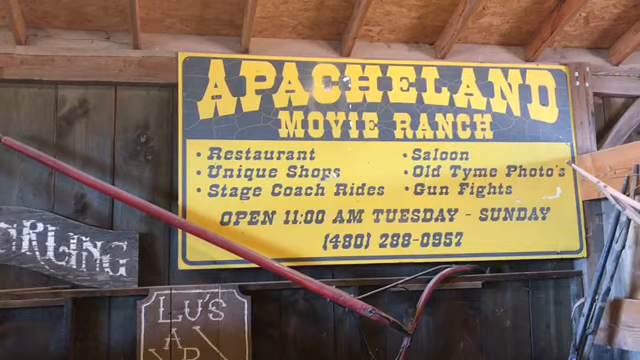 APACHELAND
MOVIE RANCH
• Restaurant
• Unique Shops
• Stage Coach Rides
• Saloon
• Old Tyme Photo's
• Gun Fights
OPEN 11:00 AM TUESDAY - SUNDAY
(480) 288-0957
LU'S